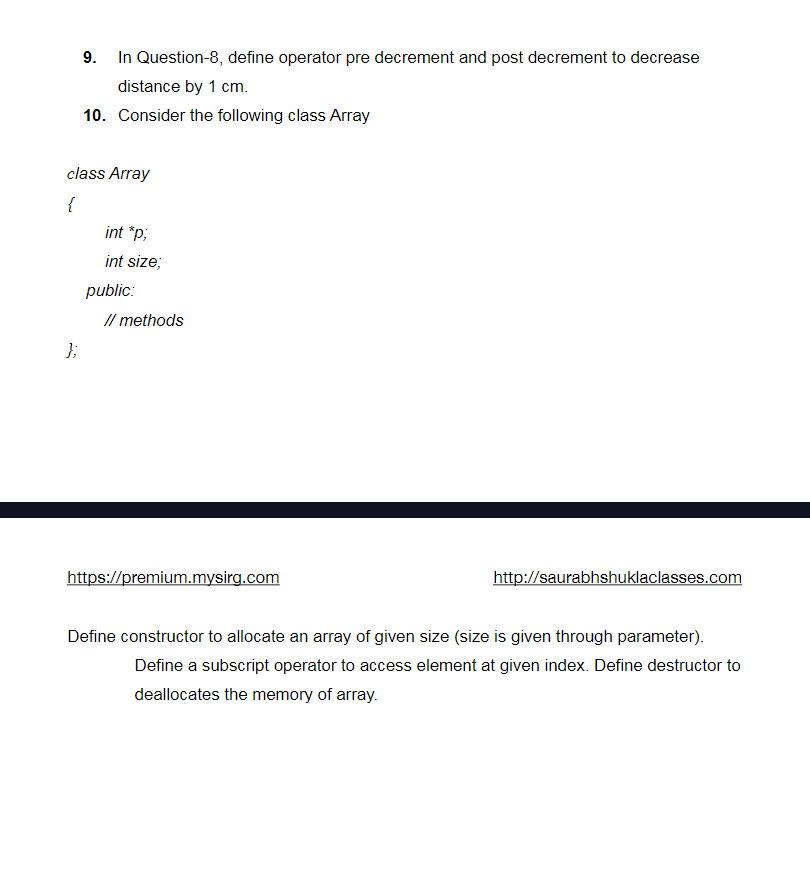 9. In Question-8, define operator pre decrement and post decrement to decrease
distance by 1 cm.
10. Consider the following class Array
class Array
{
int *p;
int size;
public:
// methods
};
https://premium.mysirg.com http://saurabhshuklaclasses.com
Define constructor to allocate an array of given size (size is given through parameter).
Define a subscript operator to access element at given index. Define destructor to
deallocates the memory of array.